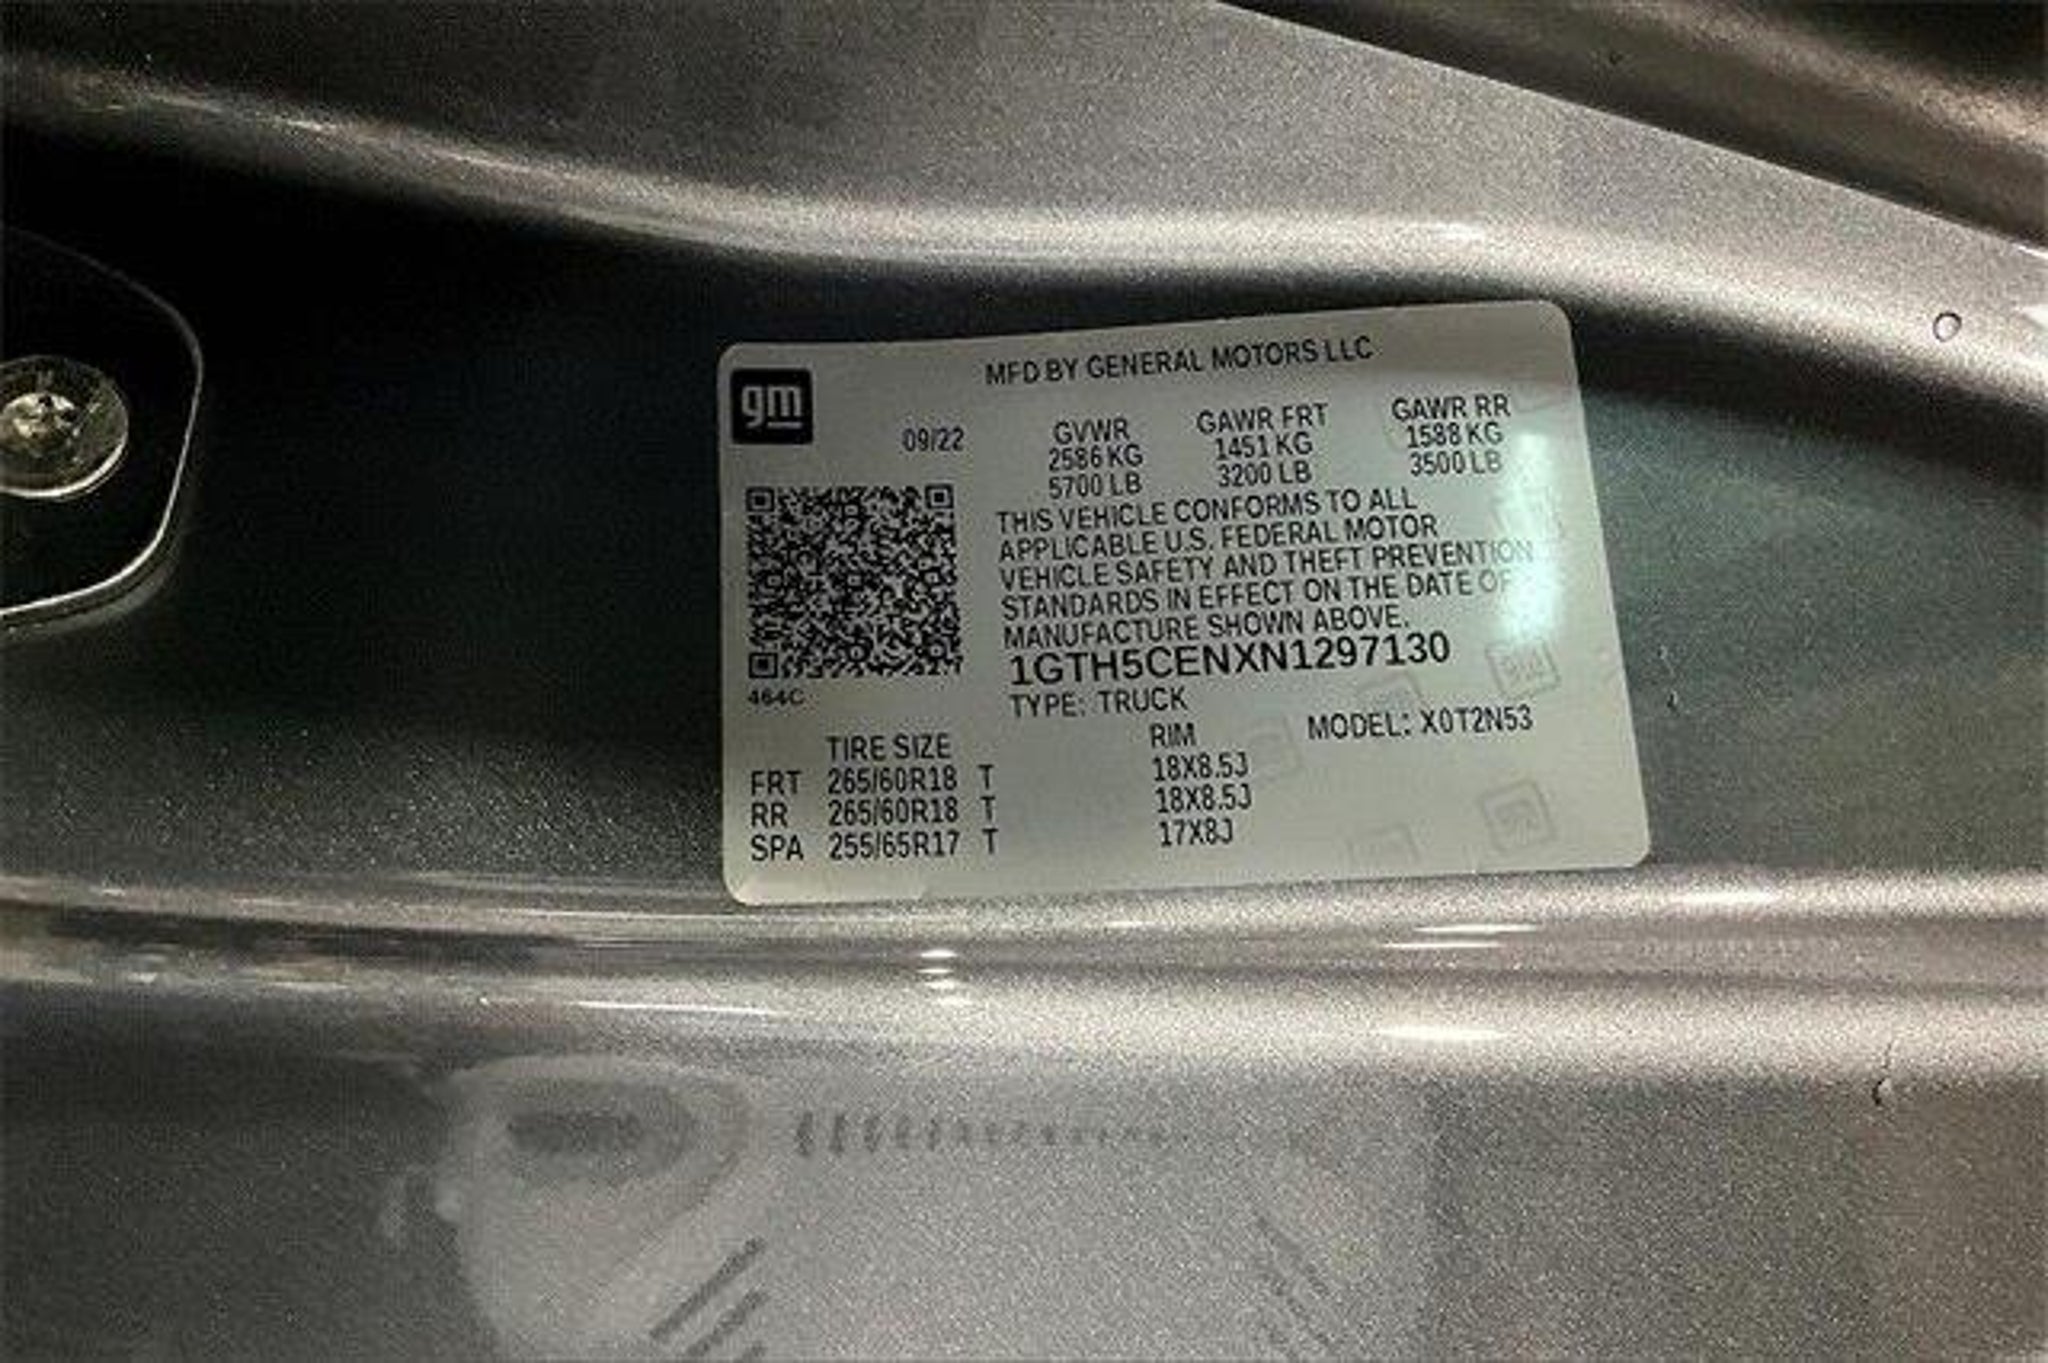 MFD BY GENERAL MOTORS LLC
gm
09/22
GVWR GAWR FRT GAWR RR
2586 KG 1451 KG 1588 KG
5700 LB 3200 LB 3500 LB
THIS VEHICLE CONFORMS TO ALL
APPLICABLE U.S. FEDERAL MOTOR
VEHICLE SAFETY AND THEFT PREVENTION
STANDARDS IN EFFECT ON THE DATE OF
MANUFACTURE SHOWN ABOVE.
1GTH5CENXN1297130
464C
TYPE: TRUCK
MODEL: X0T2N53
TIRE SIZE RIM
FRT 265/60R18 T 18X8.5J
RR 265/60R18 T 18X8.5J
SPA 255/65R17 T 17X8J